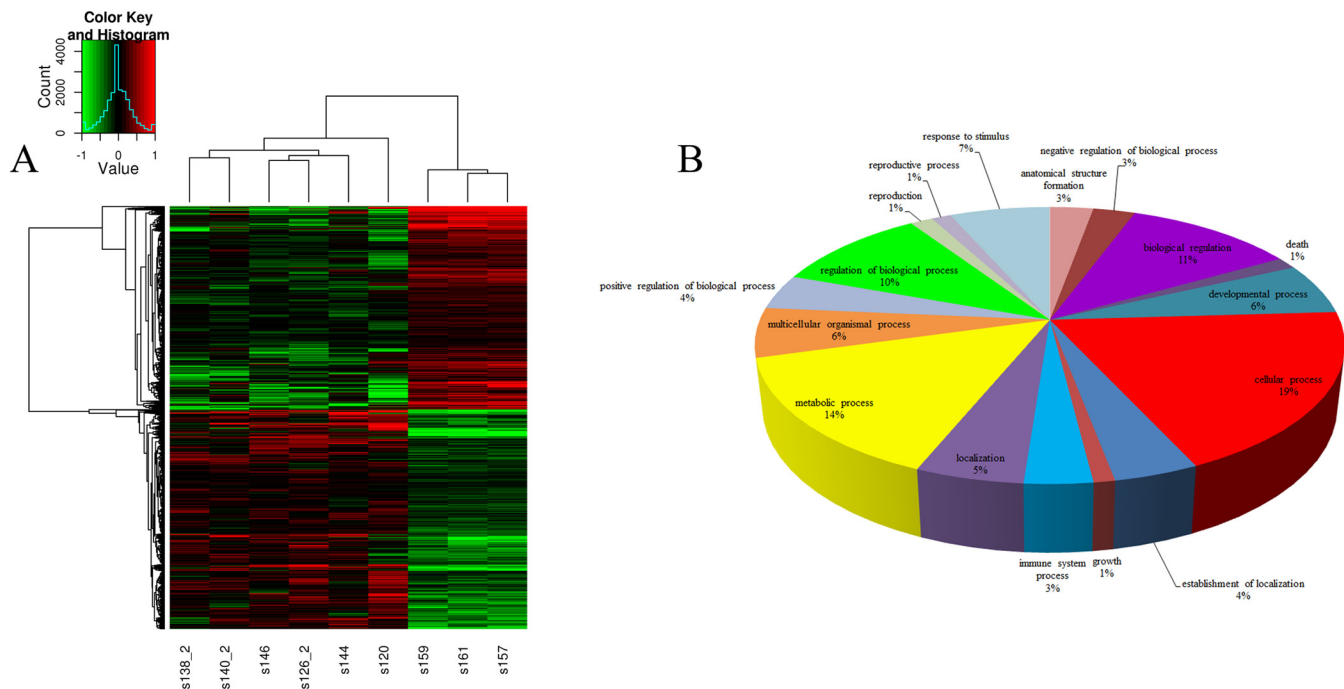 Color Key
and Histogram
Count
0
2000
4000
-1
0
1
Value
A
s138_2
s140_2
s146
s126_2
s144
s120
s159
s161
s157
B
response to stimulus
7%
negative regulation of biological process
3%
reproductive process
1%
anatomical structure
formation
3%
reproduction
1%
biological regulation
11%
death
1%
regulation of biological process
10%
developmental process
6%
positive regulation of biological process
4%
multicellular organismal process
6%
cellular process
19%
metabolic process
14%
localization
5%
immune system
process
3%
growth
1%
establishment of localization
4%